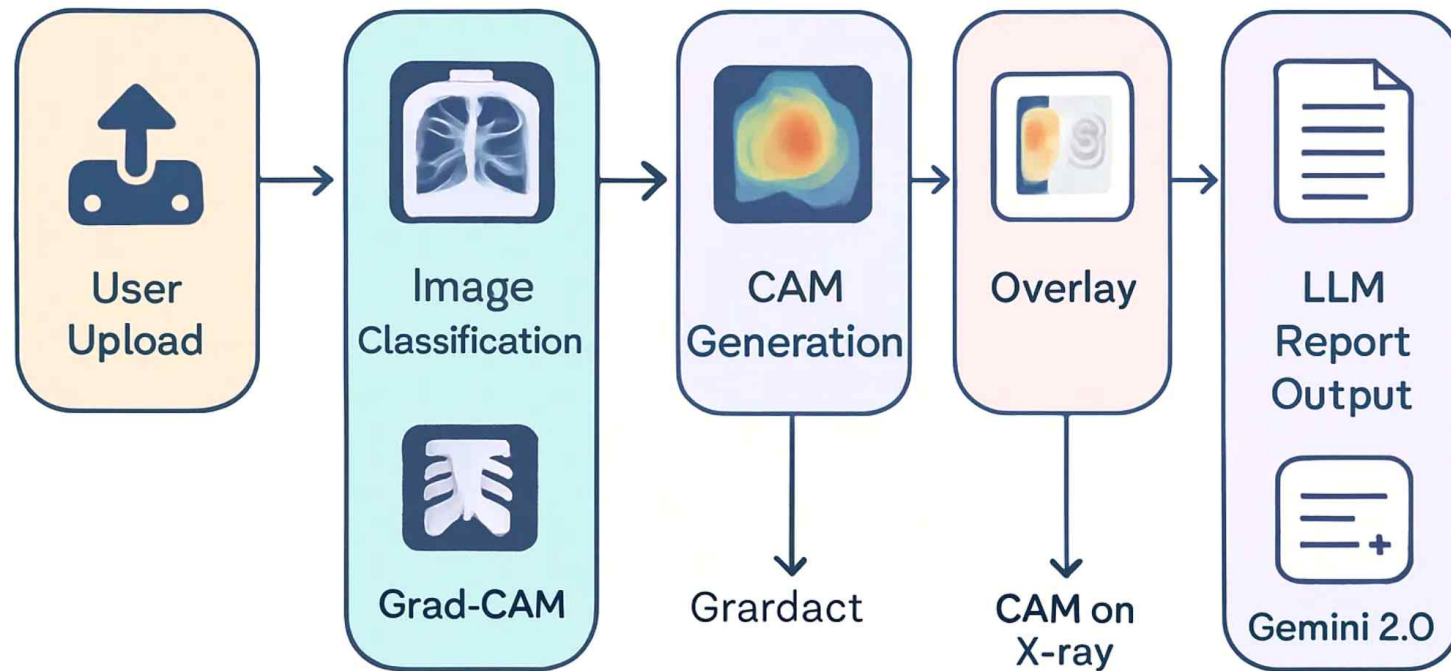 User
Upload
Image
Classification
Grad-CAM
CAM
Generation
Grardact
Overlay
CAM on
X-ray
LLM
Report
Output
Gemini 2.0